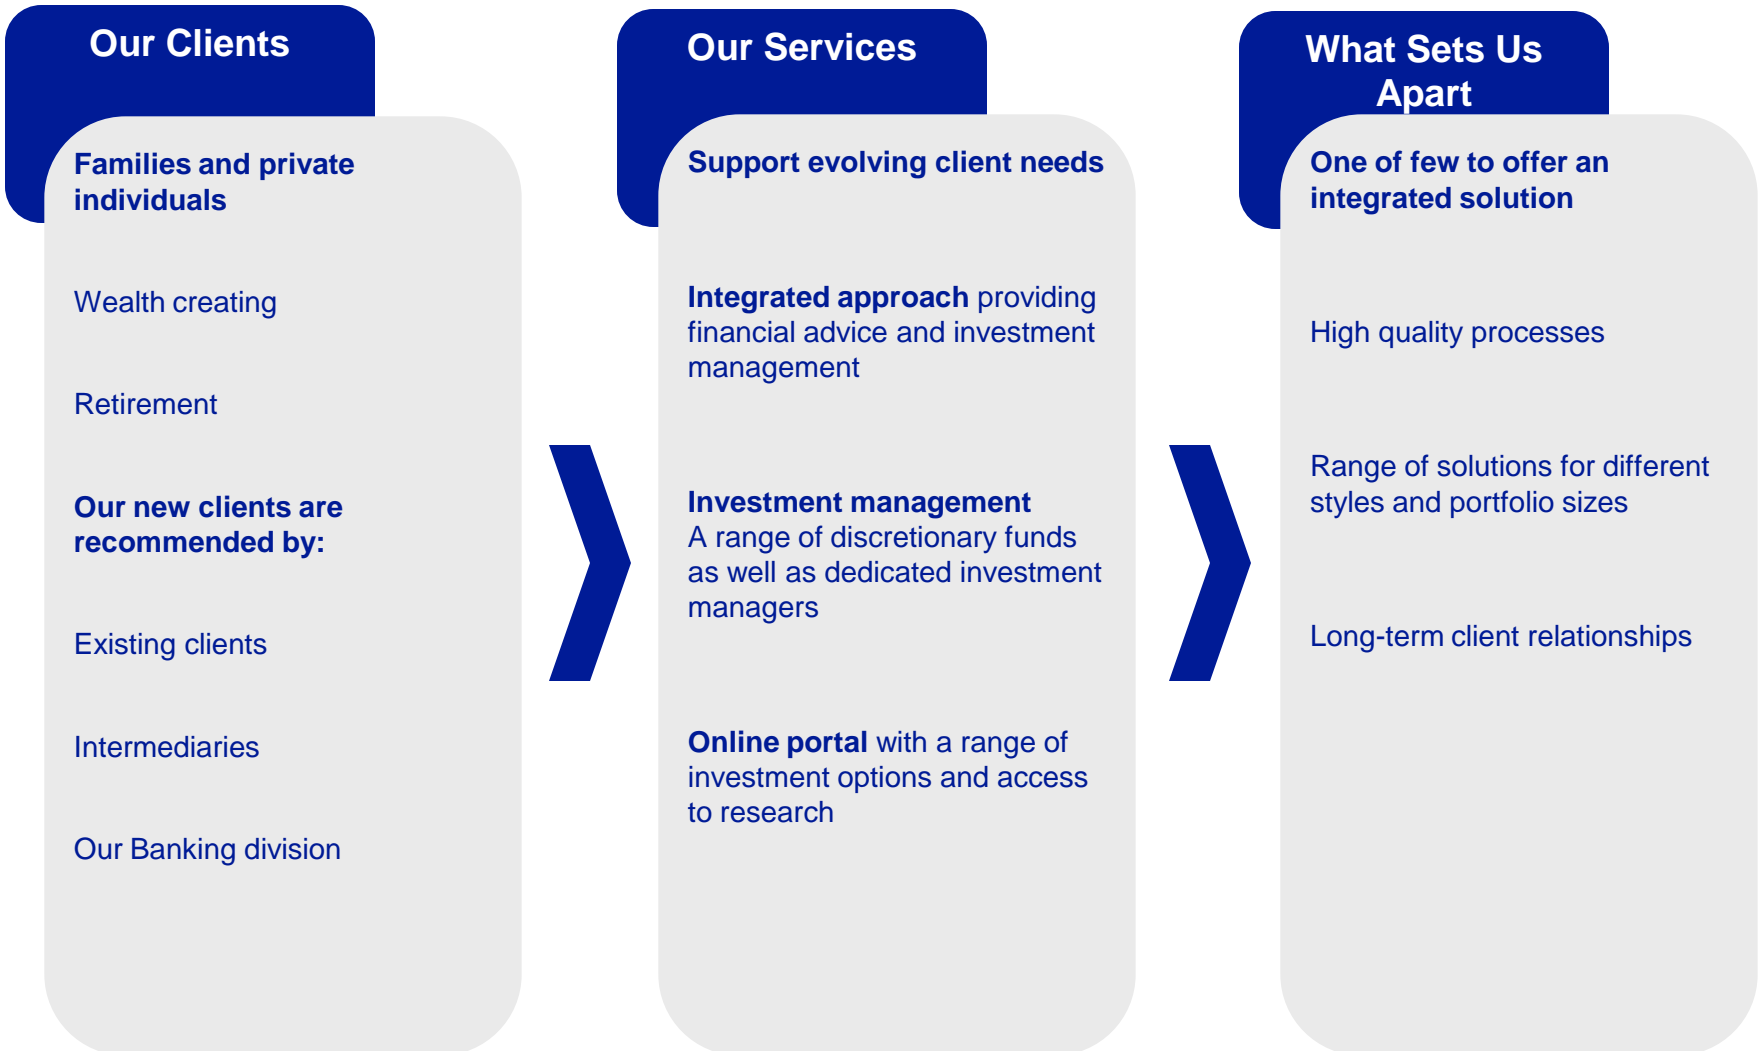 Our Clients
Families and private
individuals
Wealth creating
Retirement
Our new clients are
recommended by:
Existing clients
Intermediaries
Our Banking division
Our Services
Support evolving client needs
Integrated approach providing
financial advice and investment
management
Investment management
A range of discretionary funds
as well as dedicated investment
managers
Online portal with a range of
investment options and access
to research
What Sets Us
Apart
One of few to offer an
integrated solution
High quality processes
Range of solutions for different
styles and portfolio sizes
Long-term client relationships